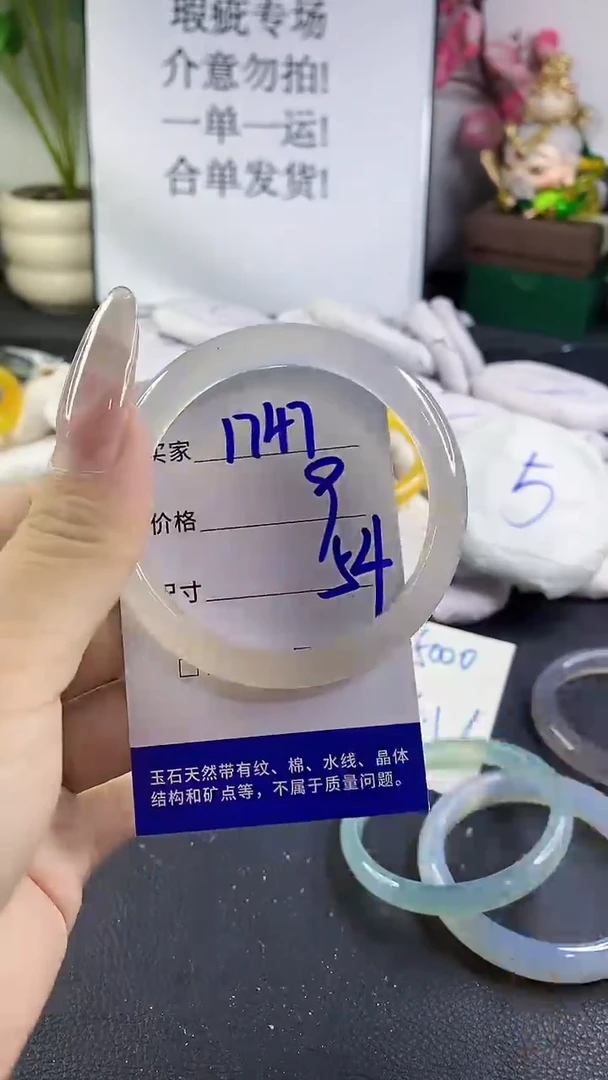 瑕疵专场
介意勿拍!
一单一运!
合单发货!
买家 1747
价格 9
尺寸 54
5
5000
玉石天然带有纹、棉、水线、晶体
结构和矿点等，不属于质量问题。